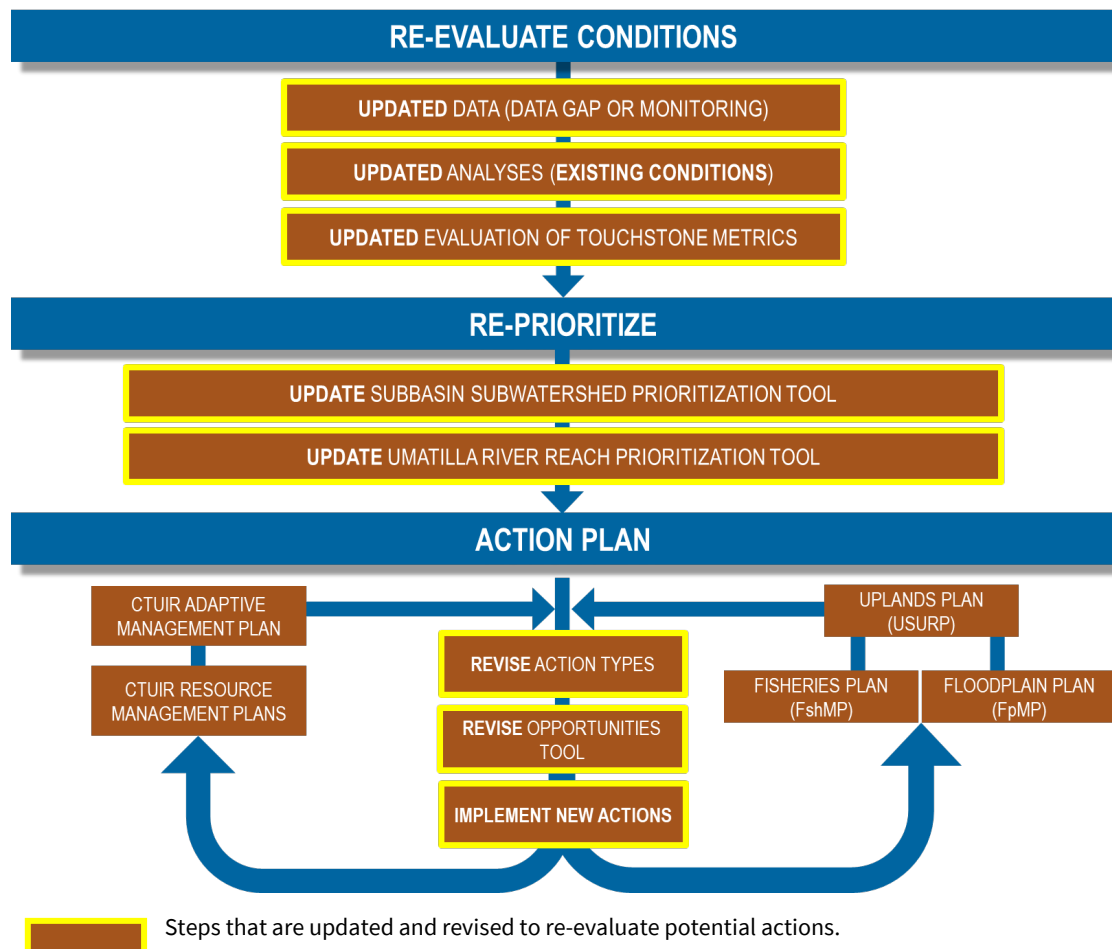 RE-EVALUATE CONDITIONS
UPDATED DATA (DATA GAP OR MONITORING)
UPDATED ANALYSES (EXISTING CONDITIONS)
UPDATED EVALUATION OF TOUCHSTONE METRICS
RE-PRIORITIZE
UPDATE SUBBASIN SUBWATERSHED PRIORITIZATION TOOL
UPDATE UMATILLA RIVER REACH PRIORITIZATION TOOL
ACTION PLAN
CTUIR ADAPTIVE
MANAGEMENT PLAN
CTUIR RESOURCE
MANAGEMENT PLANS
REVISE ACTION TYPES
REVISE OPPORTUNITIES
TOOL
IMPLEMENT NEW ACTIONS
UPLANDS PLAN
(USURP)
FISHERIES PLAN
(FshMP)
FLOODPLAIN PLAN
(FpMP)
Steps that are updated and revised to re-evaluate potential actions.